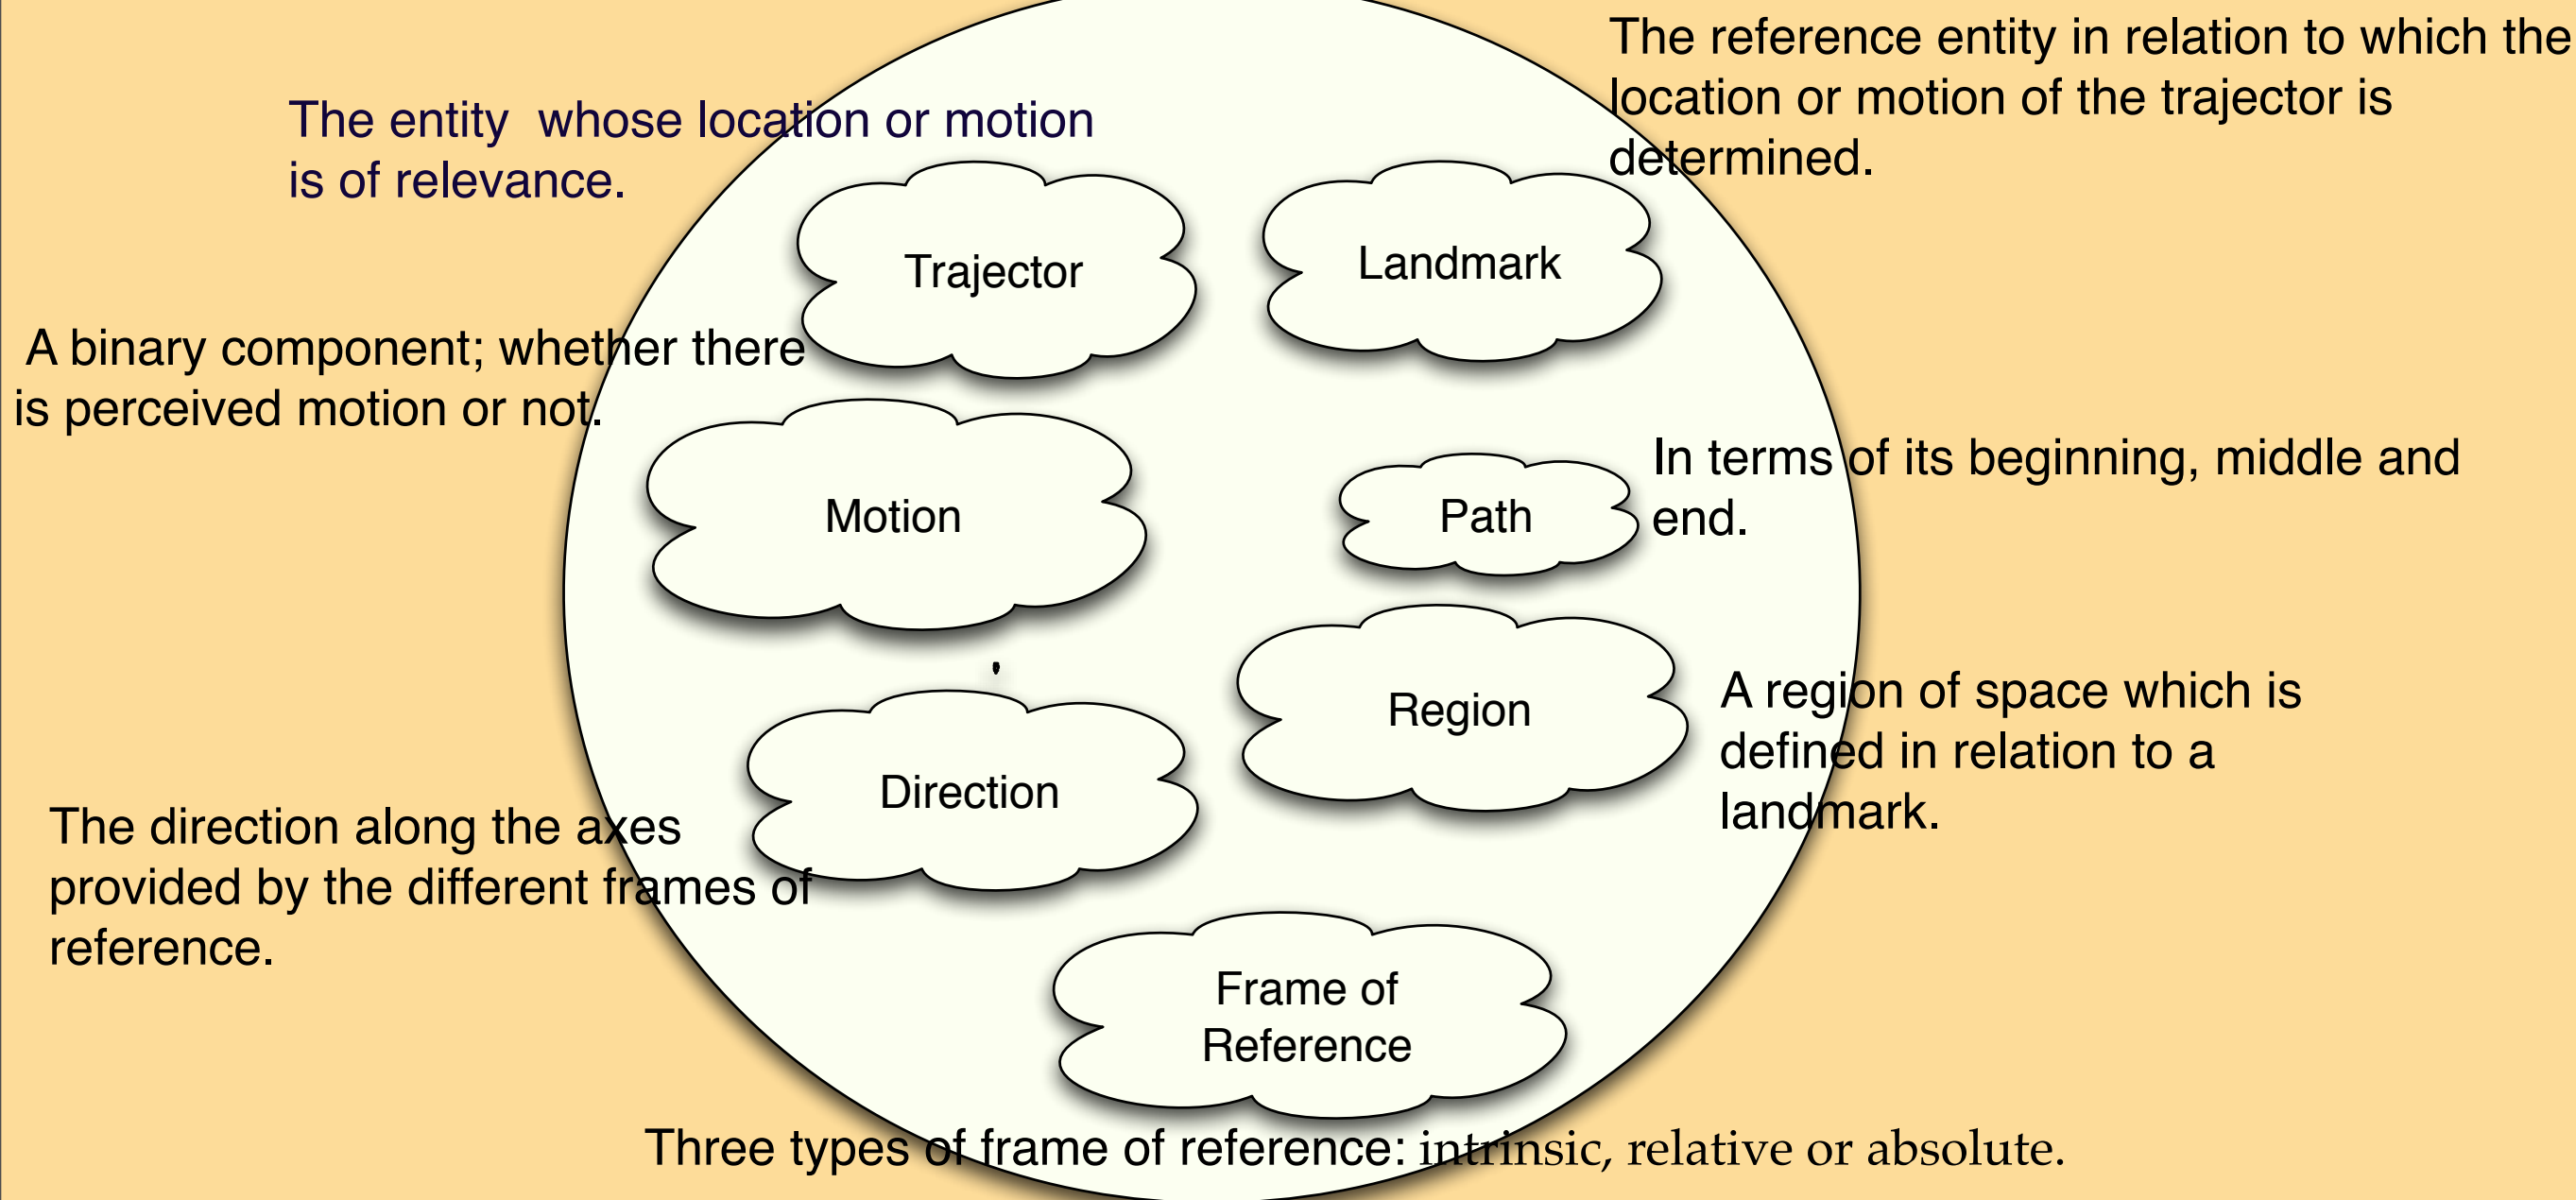 The entity  whose location or motion
is of relevance.
The reference entity in relation to which the
location or motion of the trajector is
determined.
Trajector
Landmark
A binary component; whether there
is perceived motion or not.
Motion
Path
In terms of its beginning, middle and
end.
Region
A region of space which is
defined in relation to a
landmark.
Direction
The direction along the axes
provided by the different frames of
reference.
Frame of
Reference
Three types of frame of reference: intrinsic, relative or absolute.